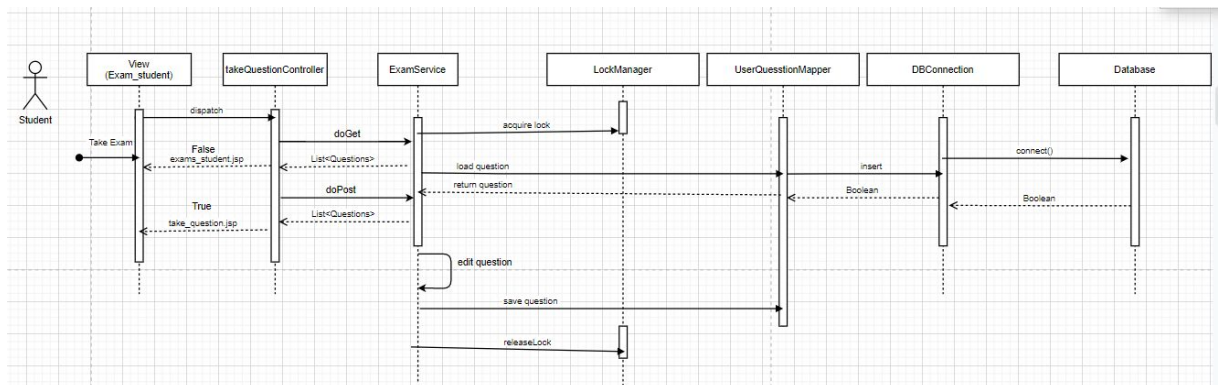 View
(Exam_student)
takeQuestionController
ExamService
LockManager
UserQuesstionMapper
DBConnection
Database
Student
dispatch
acquire lock
doGet
Take Exam
False
exams_student.jsp
List<Questions>
connect()
load question
insert
doPost
return question
Boolean
Boolean
True
List<Questions>
take_question.jsp
edit question
save question
releaseLock